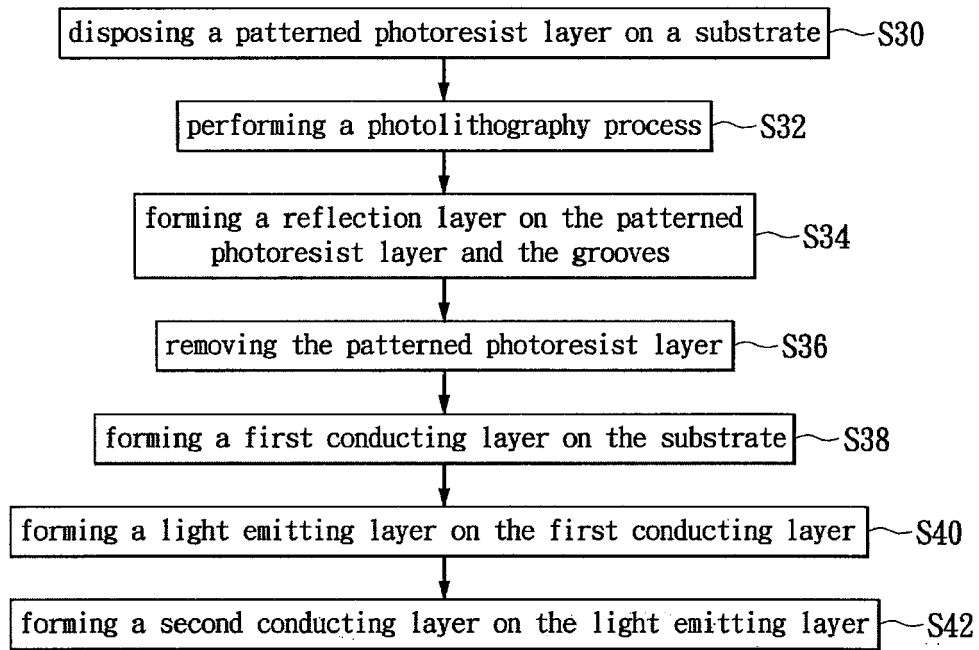 disposing a patterned photoresist layer on a substrate S30
performing a photolithography process S32
forming a reflection layer on the patterned
photoresist layer and the grooves S34
removing the patterned photoresist layer S36
forming a first conducting layer on the substrate S38
forming a light emitting layer on the first conducting layer S40
forming a second conducting layer on the light emitting layer S42